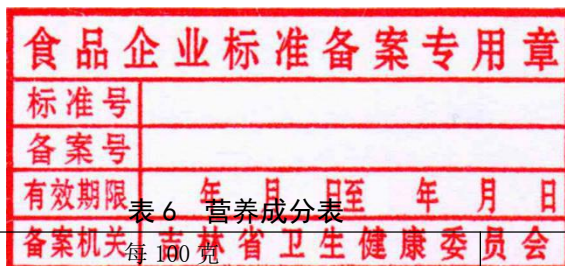 食品企业标准备案专用章
标准号
备案号
有效期限 年 月 日至 年 月 日
表 6 营养成分表
备案机关 吉林省卫生健康委员会
每 100 克